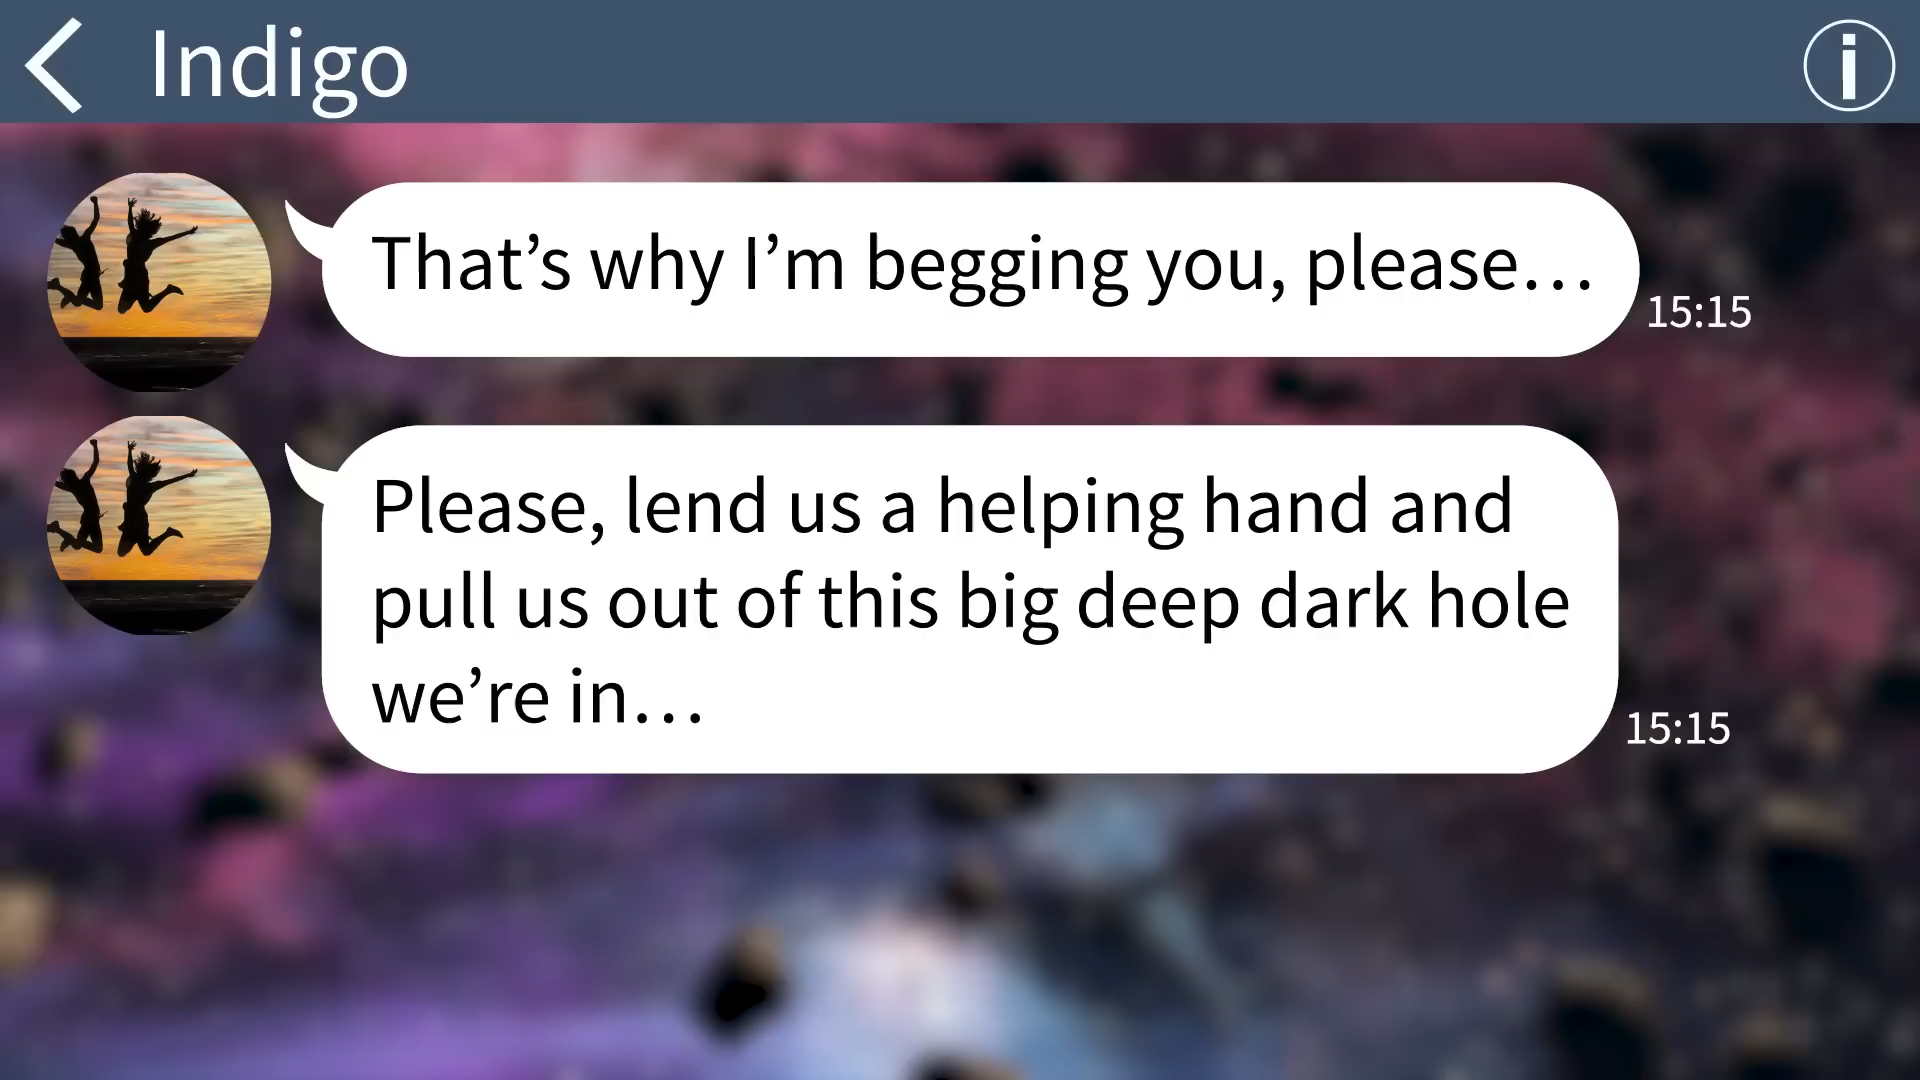 Indigo
That’s why I’m begging you, please…
15:15
Please, lend us a helping hand and
pull us out of this big deep dark hole
we’re in…
15:15